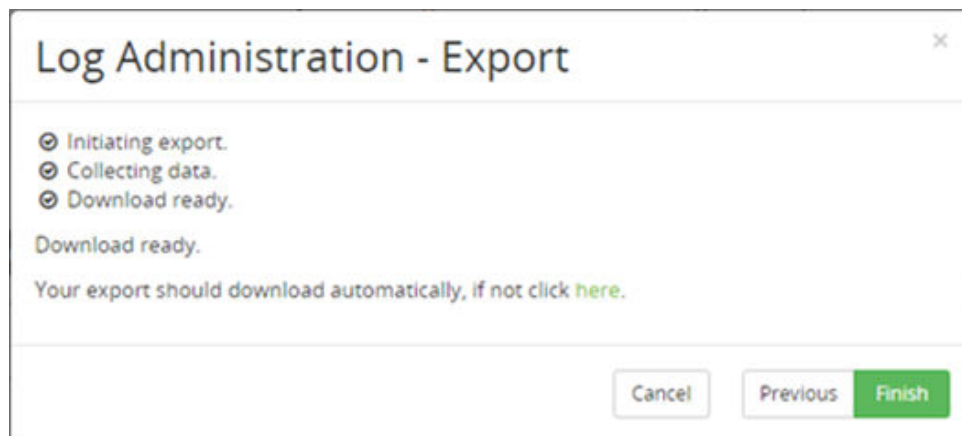 Log Administration - Export
×
Initiating export.
Collecting data.
Download ready.
Download ready.
Your export should download automatically, if not click here.
Cancel Previous Finish